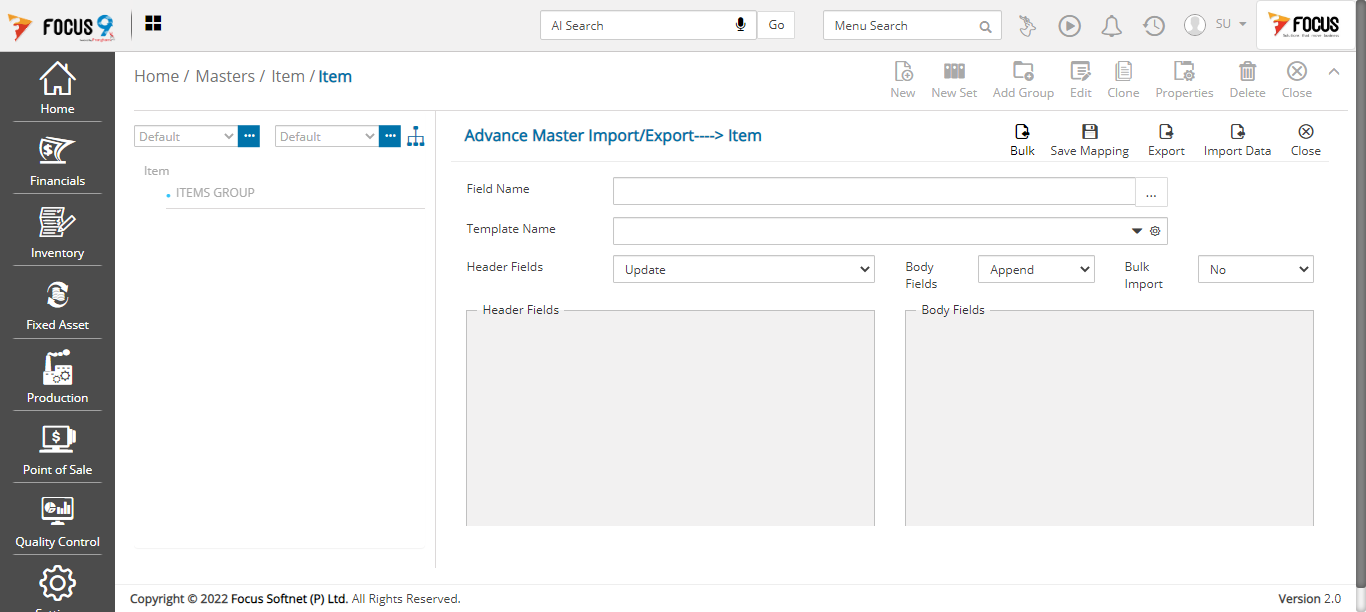 FOCUS 9
AI Search
Go
Menu Search
SU
FOCUS
Home / Masters / Item / Item
New
New Set
Add Group
Edit
Clone
Properties
Delete
Close
Home
Financials
Inventory
Fixed Asset
Production
Point of Sale
Quality Control
Default
...
Default
...
Item
ITEMS GROUP
Advance Master Import/Export----> Item
Bulk
Save Mapping
Export
Import Data
Close
Field Name
...
Template Name
Header Fields
Update
Body
Fields
Append
Bulk
Import
No
Header Fields
Body Fields
Copyright © 2022 Focus Softnet (P) Ltd. All Rights Reserved.
Version 2.0